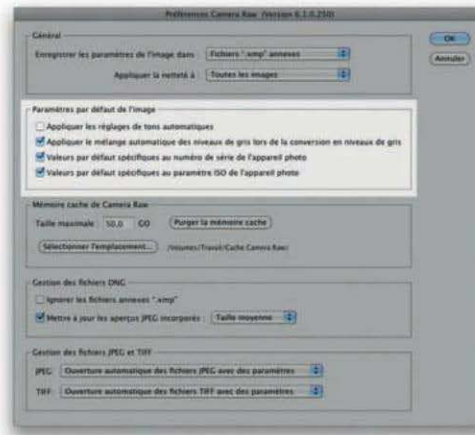 Préférences Camera Raw (Version 6.1.0.250)
Général
OK
Enregistrer les paramètres de l'image dans : Fichiers ".xmp" annexes
Annuler
Appliquer la netteté à : Toutes les images
Paramètres par défaut de l'image
Appliquer les réglages de tons automatiques
Appliquer le mélange automatique des niveaux de gris lors de la conversion en niveaux de gris
Valeurs par défaut spécifiques au numéro de série de l'appareil photo
Valeurs par défaut spécifiques au paramètre ISO de l'appareil photo
Mémoire cache de Camera Raw
Taille maximale : 50,0 GO Purger la mémoire cache
Sélectionner l'emplacement... /Volumes/Travail/Cache Camera Raw/
Gestion des fichiers DNG
Ignorer les fichiers annexes ".xmp"
Mettre à jour les aperçus JPEG incorporés : Taille moyenne
Gestion des fichiers JPEG et TIFF
JPEG : Ouverture automatique des fichiers JPEG avec des paramètres
TIFF : Ouverture automatique des fichiers TIFF avec des paramètres